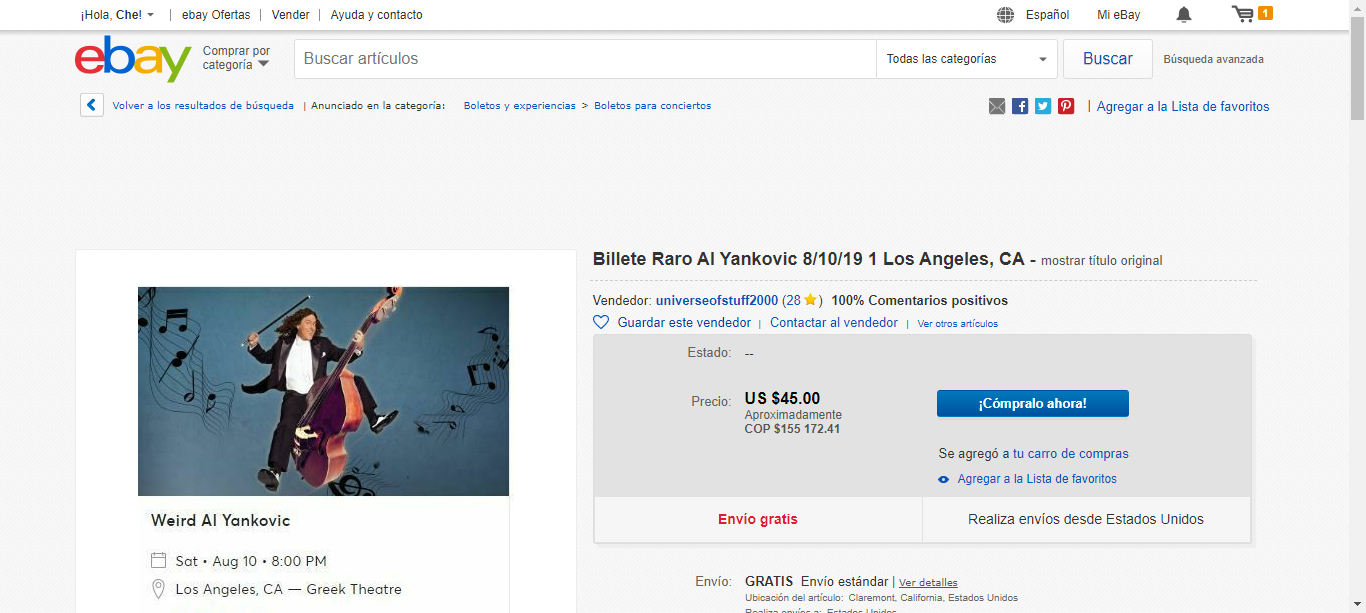 ¡Hola, Che! | ebay Ofertas | Vender | Ayuda y contacto Español Mi eBay 1
ebay Comprar por categoría Buscar artículos Todas las categorías Buscar Búsqueda avanzada
Volver a los resultados de búsqueda | Anunciado en la categoría: Boletos y experiencias > Boletos para conciertos | Agregar a la Lista de favoritos
Billete Raro Al Yankovic 8/10/19 1 Los Angeles, CA - mostrar título original
Vendedor: universeofstuff2000 (28 ) 100% Comentarios positivos
Guardar este vendedor | Contactar al vendedor | Ver otros artículos
Estado: --
Precio: US $45.00 ¡Cómpralo ahora!
Aproximadamente
COP $155 172.41
Se agregó a tu carro de compras
Agregar a la Lista de favoritos
Envío gratis Realiza envíos desde Estados Unidos
Weird Al Yankovic
Sat • Aug 10 • 8:00 PM
Los Angeles, CA — Greek Theatre
Envío: GRATIS Envío estándar | Ver detalles
Ubicación del artículo: Claremont, California, Estados Unidos
Realiza envíos a: Estados Unidos